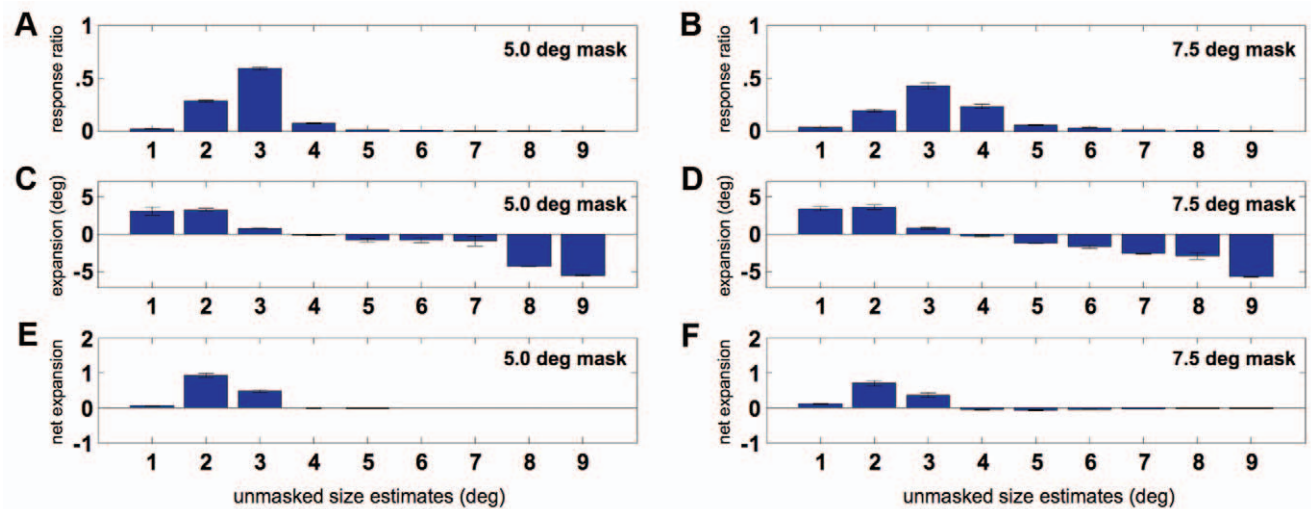 A
response ratio
1
.5
0
5.0 deg mask
1 2 3 4 5 6 7 8 9
B
response ratio
1
.5
0
7.5 deg mask
1 2 3 4 5 6 7 8 9
C
expansion (deg)
5
0
-5
5.0 deg mask
1 2 3 4 5 6 7 8 9
D
expansion (deg)
5
0
-5
7.5 deg mask
1 2 3 4 5 6 7 8 9
E
net expansion
2
1
0
-1
5.0 deg mask
1 2 3 4 5 6 7 8 9
unmasked size estimates (deg)
F
net expansion
2
1
0
-1
7.5 deg mask
1 2 3 4 5 6 7 8 9
unmasked size estimates (deg)